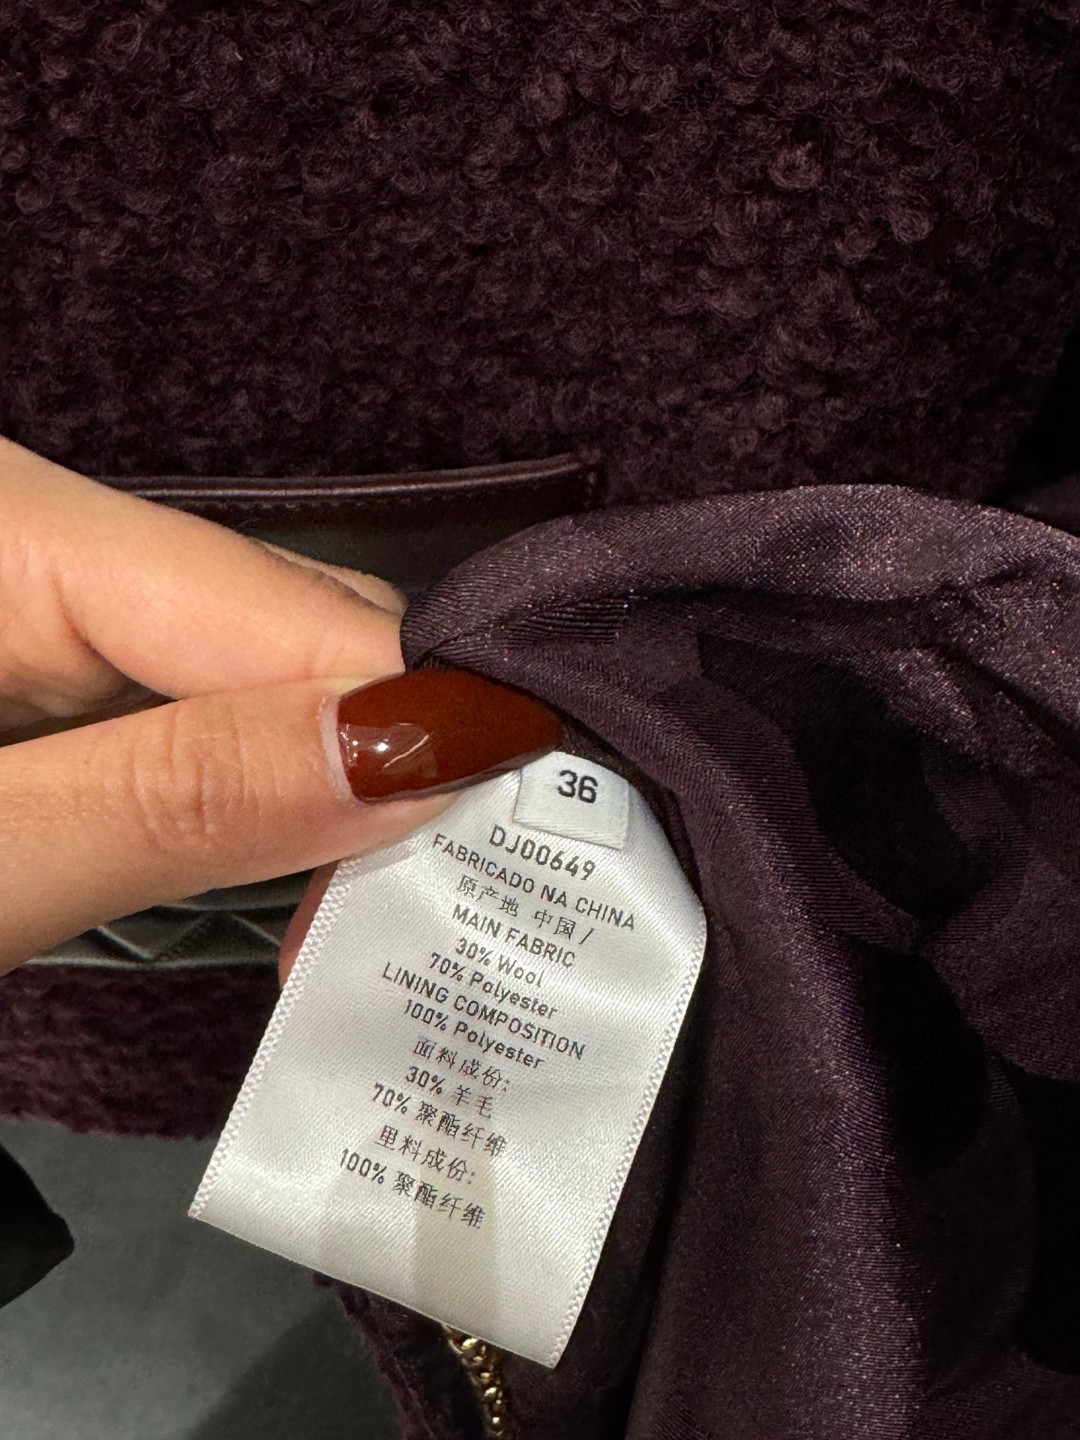 36
DJ00649
FABRICADO NA CHINA
原产地 中国/
MAIN FABRIC
30% Wool
70% Polyester
LINING COMPOSITION
100% Polyester
面料成份:
30% 羊毛
70% 聚酯纤维
里料成份:
100% 聚酯纤维